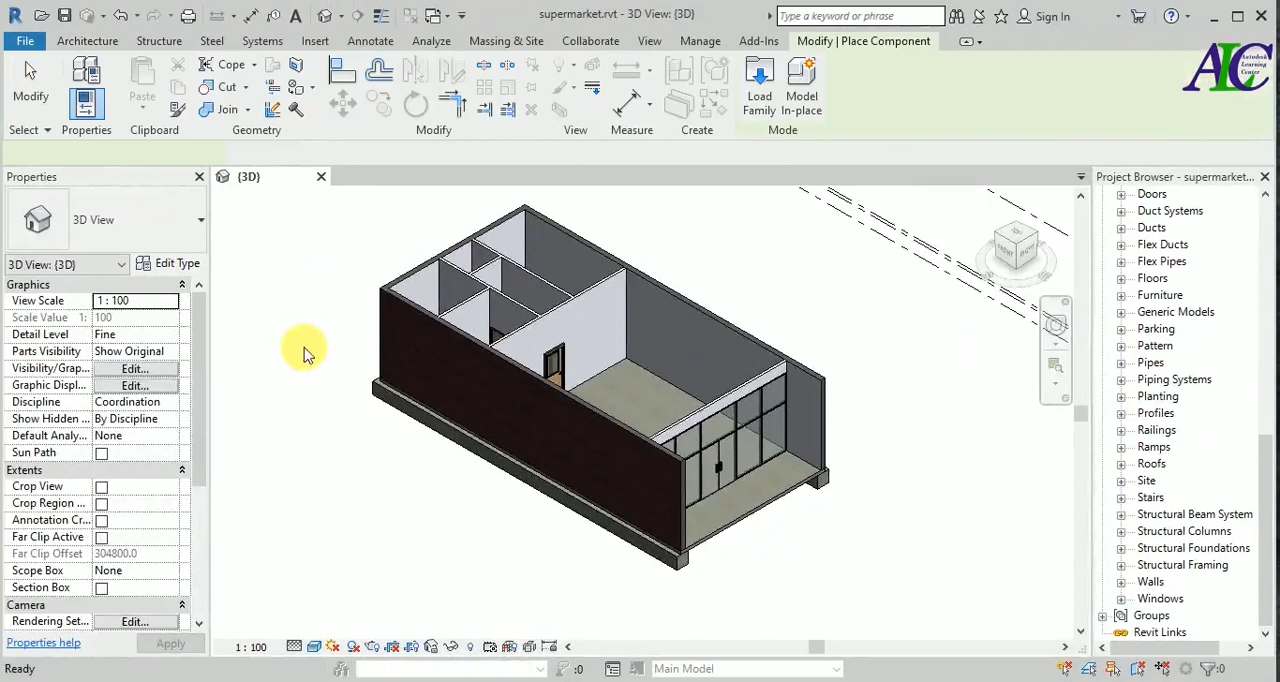 supermarket.rvt - 3D View: {3D}
Type a keyword or phrase
Sign In
File
Architecture
Structure
Steel
Systems
Insert
Annotate
Analyze
Massing & Site
Collaborate
View
Manage
Add-Ins
Modify | Place Component
Modify
Select
Properties
Paste
Clipboard
Cope
Cut
Join
Geometry
Modify
View
Measure
Create
Load
Family
Model
In-place
Mode
ALC
Autodesk
Learning
Center
Properties
3D View
3D View: {3D}
Edit Type
Graphics
View Scale
1 : 100
Scale Value 1:
100
Detail Level
Fine
Parts Visibility
Show Original
Visibility/Grap...
Edit...
Graphic Displ...
Edit...
Discipline
Coordination
Show Hidden ...
By Discipline
Default Analy...
None
Sun Path
Extents
Crop View
Crop Region ...
Annotation Cr...
Far Clip Active
Far Clip Offset
304800.0
Scope Box
None
Section Box
Camera
Rendering Set...
Edit...
Properties help
Apply
{3D}
FRONT
1 : 100
Project Browser - supermarket...
Doors
Duct Systems
Ducts
Flex Ducts
Flex Pipes
Floors
Furniture
Generic Models
Parking
Pattern
Pipes
Piping Systems
Planting
Profiles
Railings
Ramps
Roofs
Site
Stairs
Structural Beam System
Structural Columns
Structural Foundations
Structural Framing
Walls
Windows
Groups
Revit Links
Ready
:0
Main Model
:0